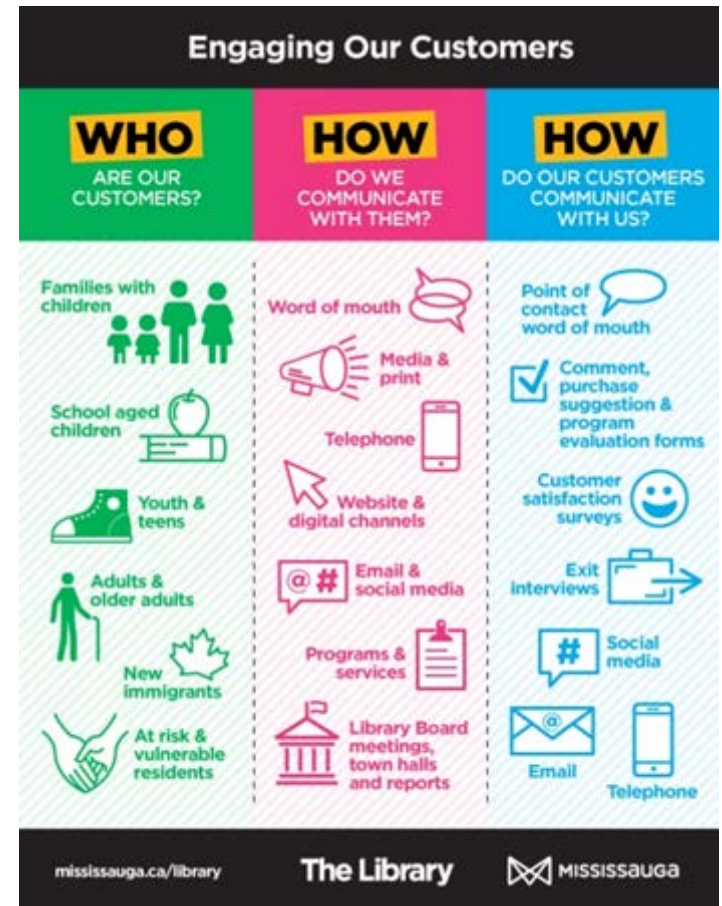 Engaging Our Customers
WHO
ARE OUR
CUSTOMERS?
Families with
children
School aged
children
Youth &
teens
Adults &
older adults
New
immigrants
At risk &
vulnerable
residents
HOW
DO WE
COMMUNICATE
WITH THEM?
Word of mouth
Media &
print
Telephone
Website &
digital channels
@ #
Email &
social media
Programs &
services
Library Board
meetings,
town halls
and reports
HOW
DO OUR CUSTOMERS
COMMUNICATE
WITH US?
Point of
contact
word of mouth
Comment,
purchase
suggestion &
program
evaluation forms
Customer
satisfaction
surveys
Exit
interviews
#
Social
media
@
Email
Telephone
mississauga.ca/library
The Library
MISSISSAUGA